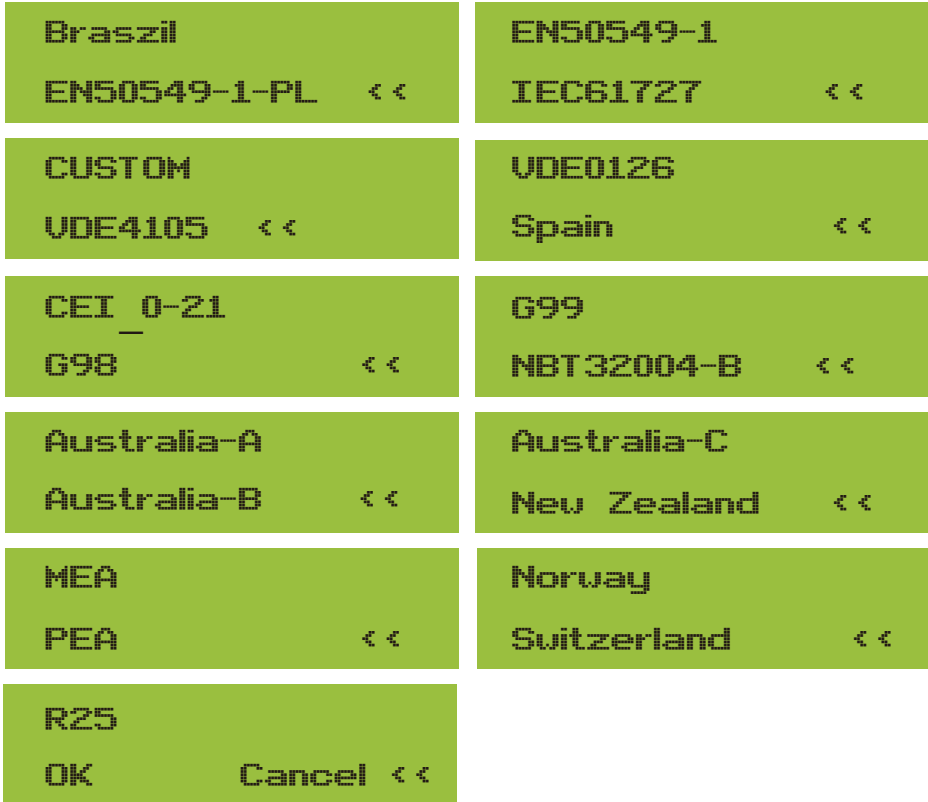 Braszil
EN50549-1-PL <<
EN50549-1
IEC61727 <<
CUSTOM
VDE4105 <<
VDE0126
Spain <<
CEI_0-21
G98 <<
G99
NBT32004-B <<
Australia-A
Australia-B <<
Australia-C
New Zealand <<
MEA
PEA <<
Norway
Switzerland <<
R25
OK Cancel <<